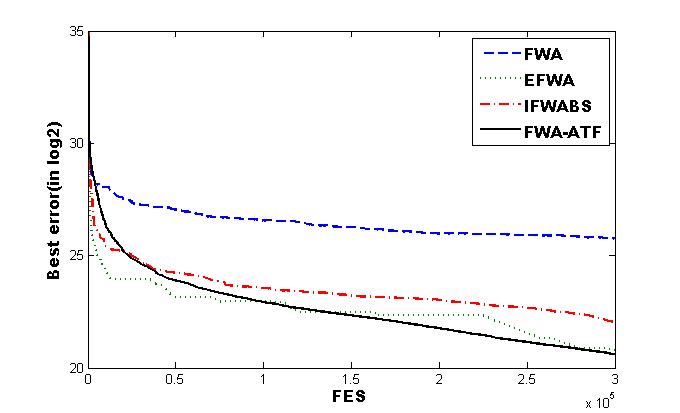 35
30
25
20
Best error(in log2)
FWA
EFWA
IFWABS
FWA-ATF
0 0.5 1 1.5 2 2.5 3
FES
x 10^5